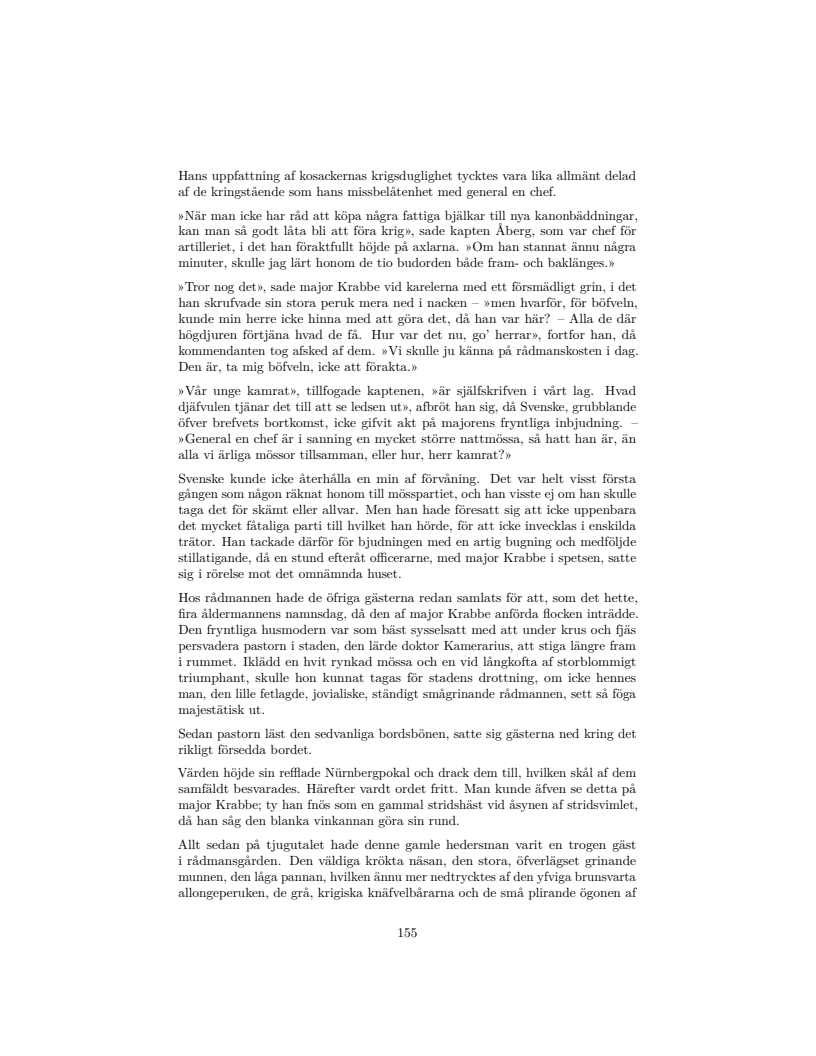 Hans uppfattning af kosackernas krigsduglighet tycktes vara lika allmänt delad
af de kringstående som hans missbelåtenhet med general en chef.
»När man icke har råd att köpa några fattiga bjälkar till nya kanonbäddningar,
kan man så godt låta bli att föra krig», sade kapten Åberg, som var chef för
artilleriet, i det han föraktfullt höjde på axlarna. »Om han stannat ännu några
minuter, skulle jag lärt honom de tio budorden både fram- och baklänges.»
»Tror nog det», sade major Krabbe vid karelerna med ett försmädligt grin, i det
han skrufvade sin stora peruk mera ned i nacken – »men hvarför, för böfveln,
kunde min herre icke hinna med att göra det, då han var här? – Alla de där
högdjuren förtjäna hvad de få. Hur var det nu, go’ herrar», fortfor han, då
kommendanten tog afsked af dem. »Vi skulle ju känna på rådmanskosten i dag.
Den är, ta mig böfveln, icke att förakta.»
»Vår unge kamrat», tillfogade kaptenen, »är självskrifven i vårt lag. Hvad
djäfvulen tjänar det till att se ledsen ut», afbröt han sig, då Svenske, grubblande
öfver brefvets bortkomst, icke gifvit akt på majorens fryntliga inbjudning. –
»General en chef är i sanning en mycket större nattmössa, så hatt han är, än
alla vi ärliga mössor tillsamman, eller hur, herr kamrat?»
Svenske kunde icke återhålla en min af förvåning. Det var helt visst första
gången som någon räknat honom till mösspartiet, och han visste ej om han skulle
taga det för skämt eller allvar. Men han hade föresatt sig att icke uppenbara
det mycket fåtaliga parti till hvilket han hörde, för att icke invecklas i enskilda
trätor. Han tackade därför för bjudningen med en artig bugning och medföljde
stillatigande, då en stund efteråt officerarne, med major Krabbe i spetsen, satte
sig i rörelse mot det omnämnda huset.
Hos rådmannen hade de öfriga gästerna redan samlats för att, som det hette,
fira åldermannens namnsdag, då den af major Krabbe anförda flocken inträdde.
Den fryntliga husmodern var som bäst sysselsatt med att under krus och fjäs
persvadera pastorn i staden, den lärde doktor Kamerarius, att stiga längre fram
i rummet. Iklädd en hvit rynkad mössa och en vid långkofta af storblommigt
triumphant, skulle hon kunnat tagas för stadens drottning, om icke hennes
man, den lille fetlagde, jovialiske, ständigt smågrinande rådmannen, sett så föga
majestätisk ut.
Sedan pastorn läst den sedvanliga bordsbönen, satte sig gästerna ned kring det
rikligt försedda bordet.
Värden höjde sin refflade Nürnbergpokal och drack dem till, hvilken skål af dem
samfäldt besvarades. Härefter vardt ordet fritt. Man kunde äfven se detta på
major Krabbe; ty han fnös som en gammal stridshäst vid åsynen af stridsvimlet,
då han såg den blanka vinkannan göra sin rund.
Allt sedan på tjugutalet hade denne gamle hedersman varit en trogen gäst
i rådmansgården. Den väldiga krökta näsan, den stora, öfverlägset grinande
munnen, den låga pannan, hvilken ännu mer nedtrycktes af den yfviga brunsvarta
allongeperuken, de grå, krigiska knäfvelbårarna och de små plirande ögonen af
155